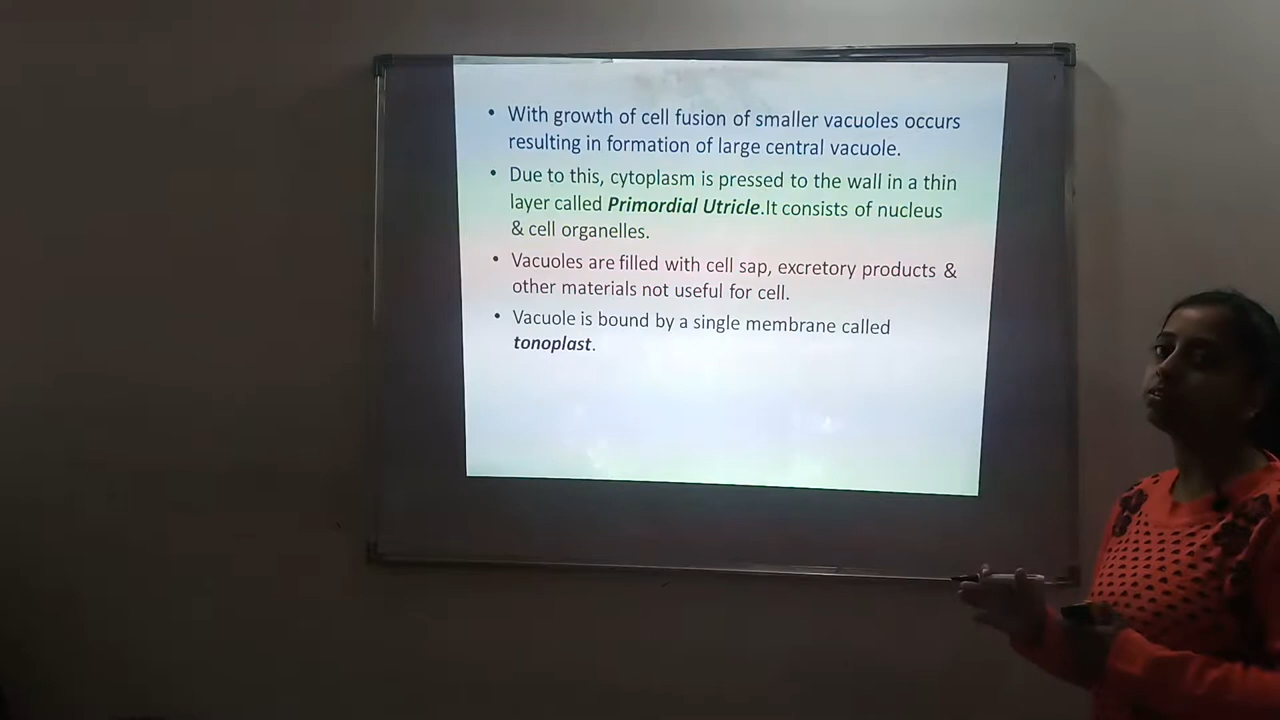 • With growth of cell fusion of smaller vacuoles occurs
resulting in formation of large central vacuole.
• Due to this, cytoplasm is pressed to the wall in a thin
layer called Primordial Utricle.It consists of nucleus
& cell organelles.
• Vacuoles are filled with cell sap, excretory products &
other materials not useful for cell.
• Vacuole is bound by a single membrane called
tonoplast.